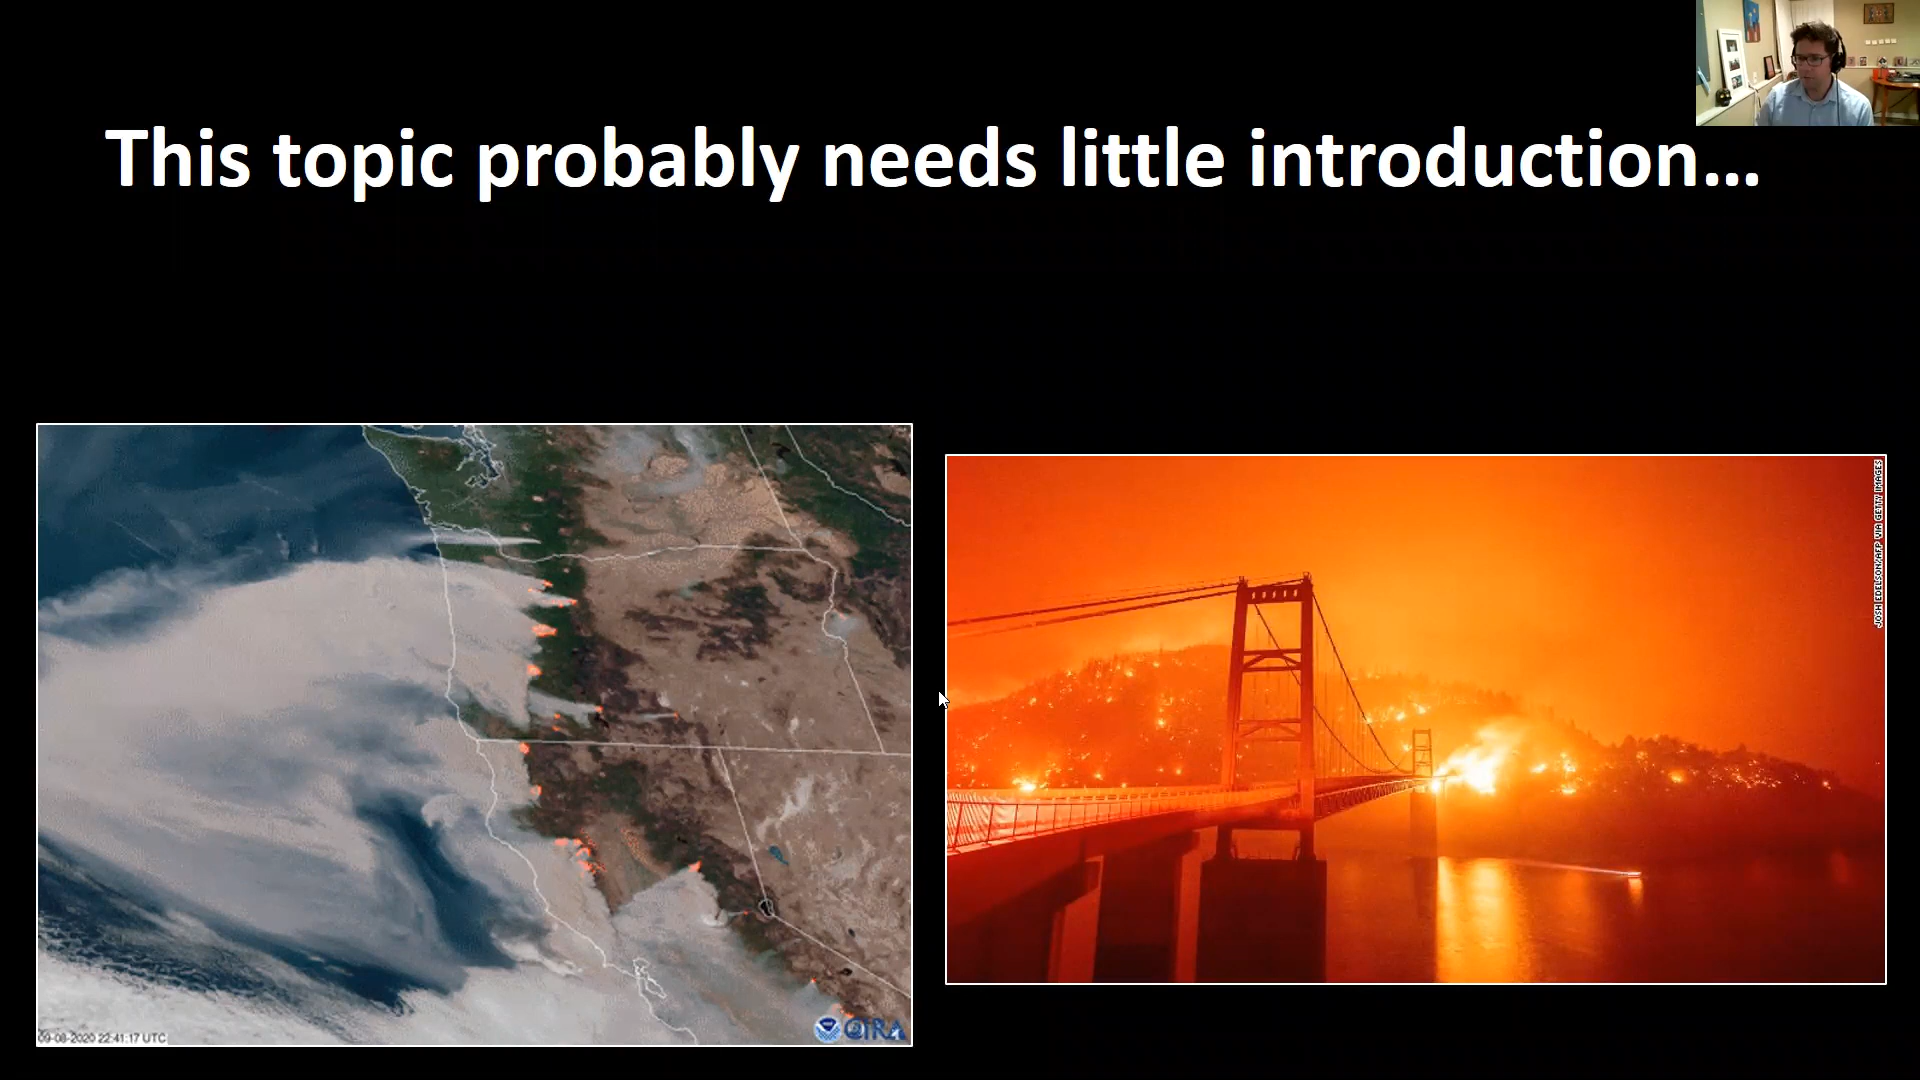 This topic probably needs little introduction...
JOSH EDELSON/AFP VIA GETTY IMAGES
09-08-2020 22:41:17 UTC
CIRA